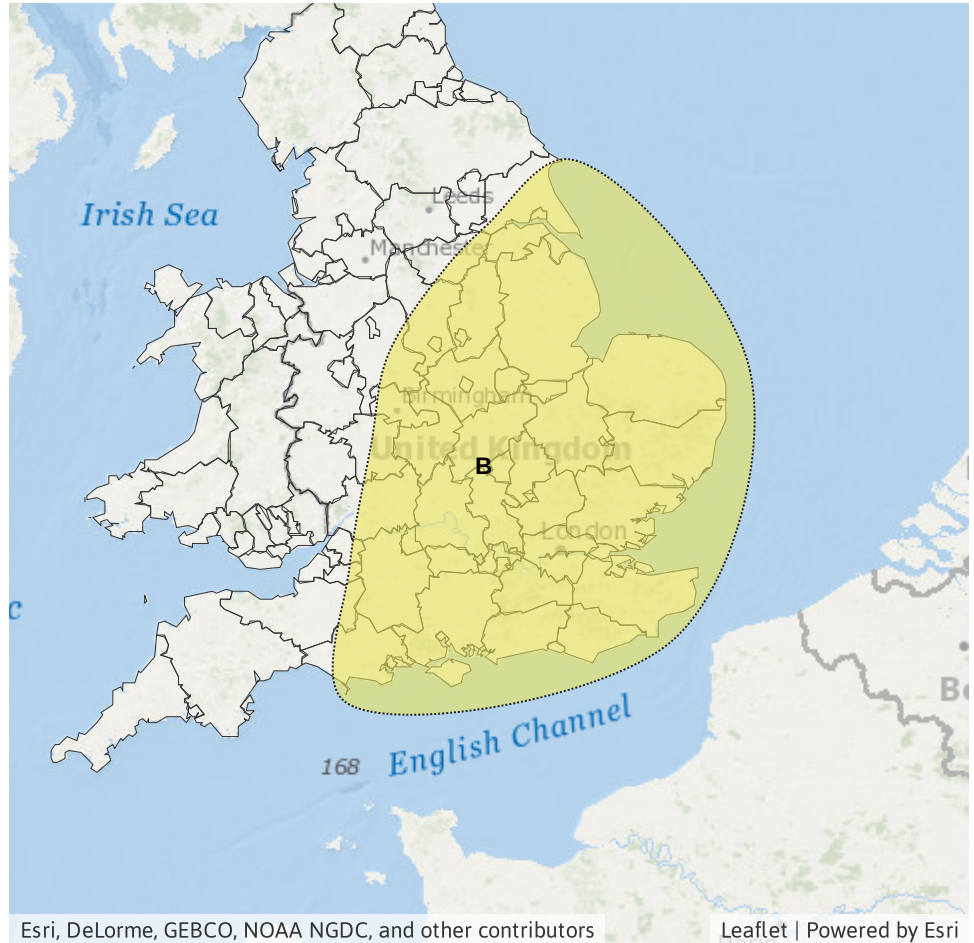 Leeds
Irish Sea
Manchester
Birmingham
United Kingdom
B
London
c
English Channel
168
Esri, DeLorme, GEBCO, NOAA NGDC, and other contributors
Leaflet | Powered by Esri